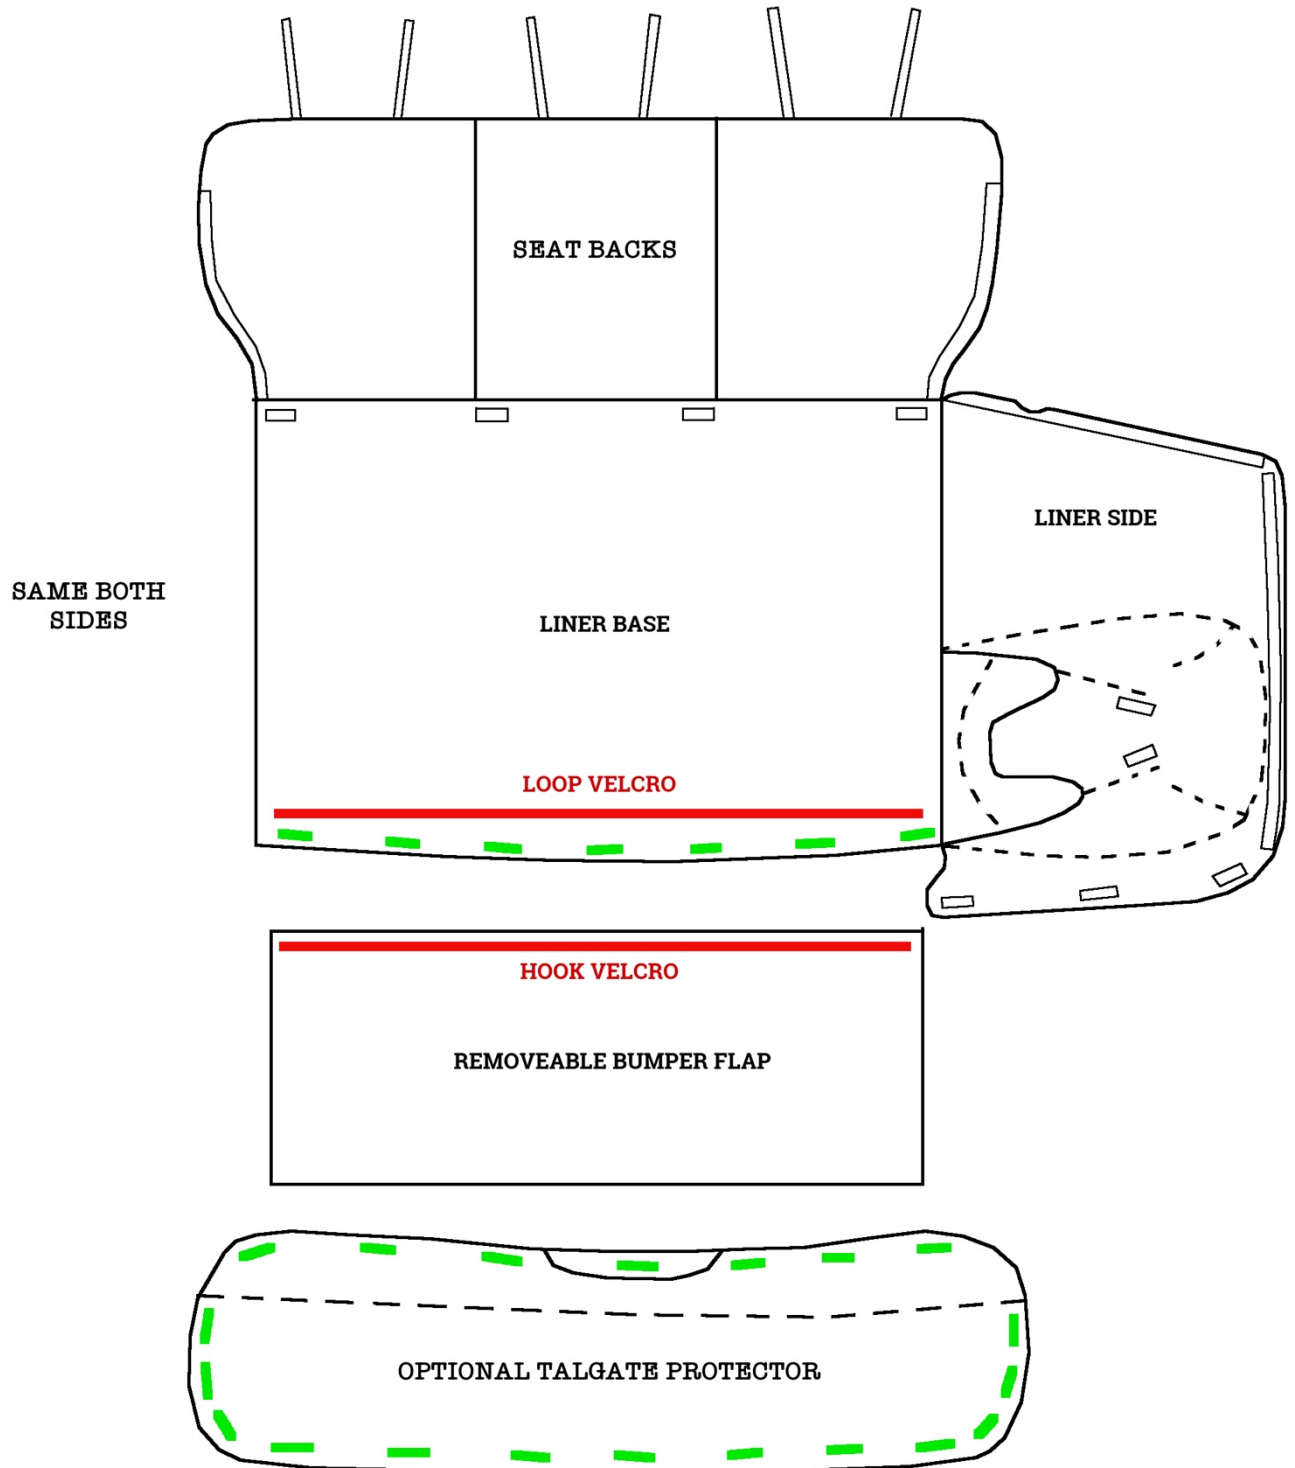 SEAT BACKS
LINER SIDE
SAME BOTH
SIDES
LINER BASE
LOOP VELCRO
HOOK VELCRO
REMOVEABLE BUMPER FLAP
OPTIONAL TALGATE PROTECTOR